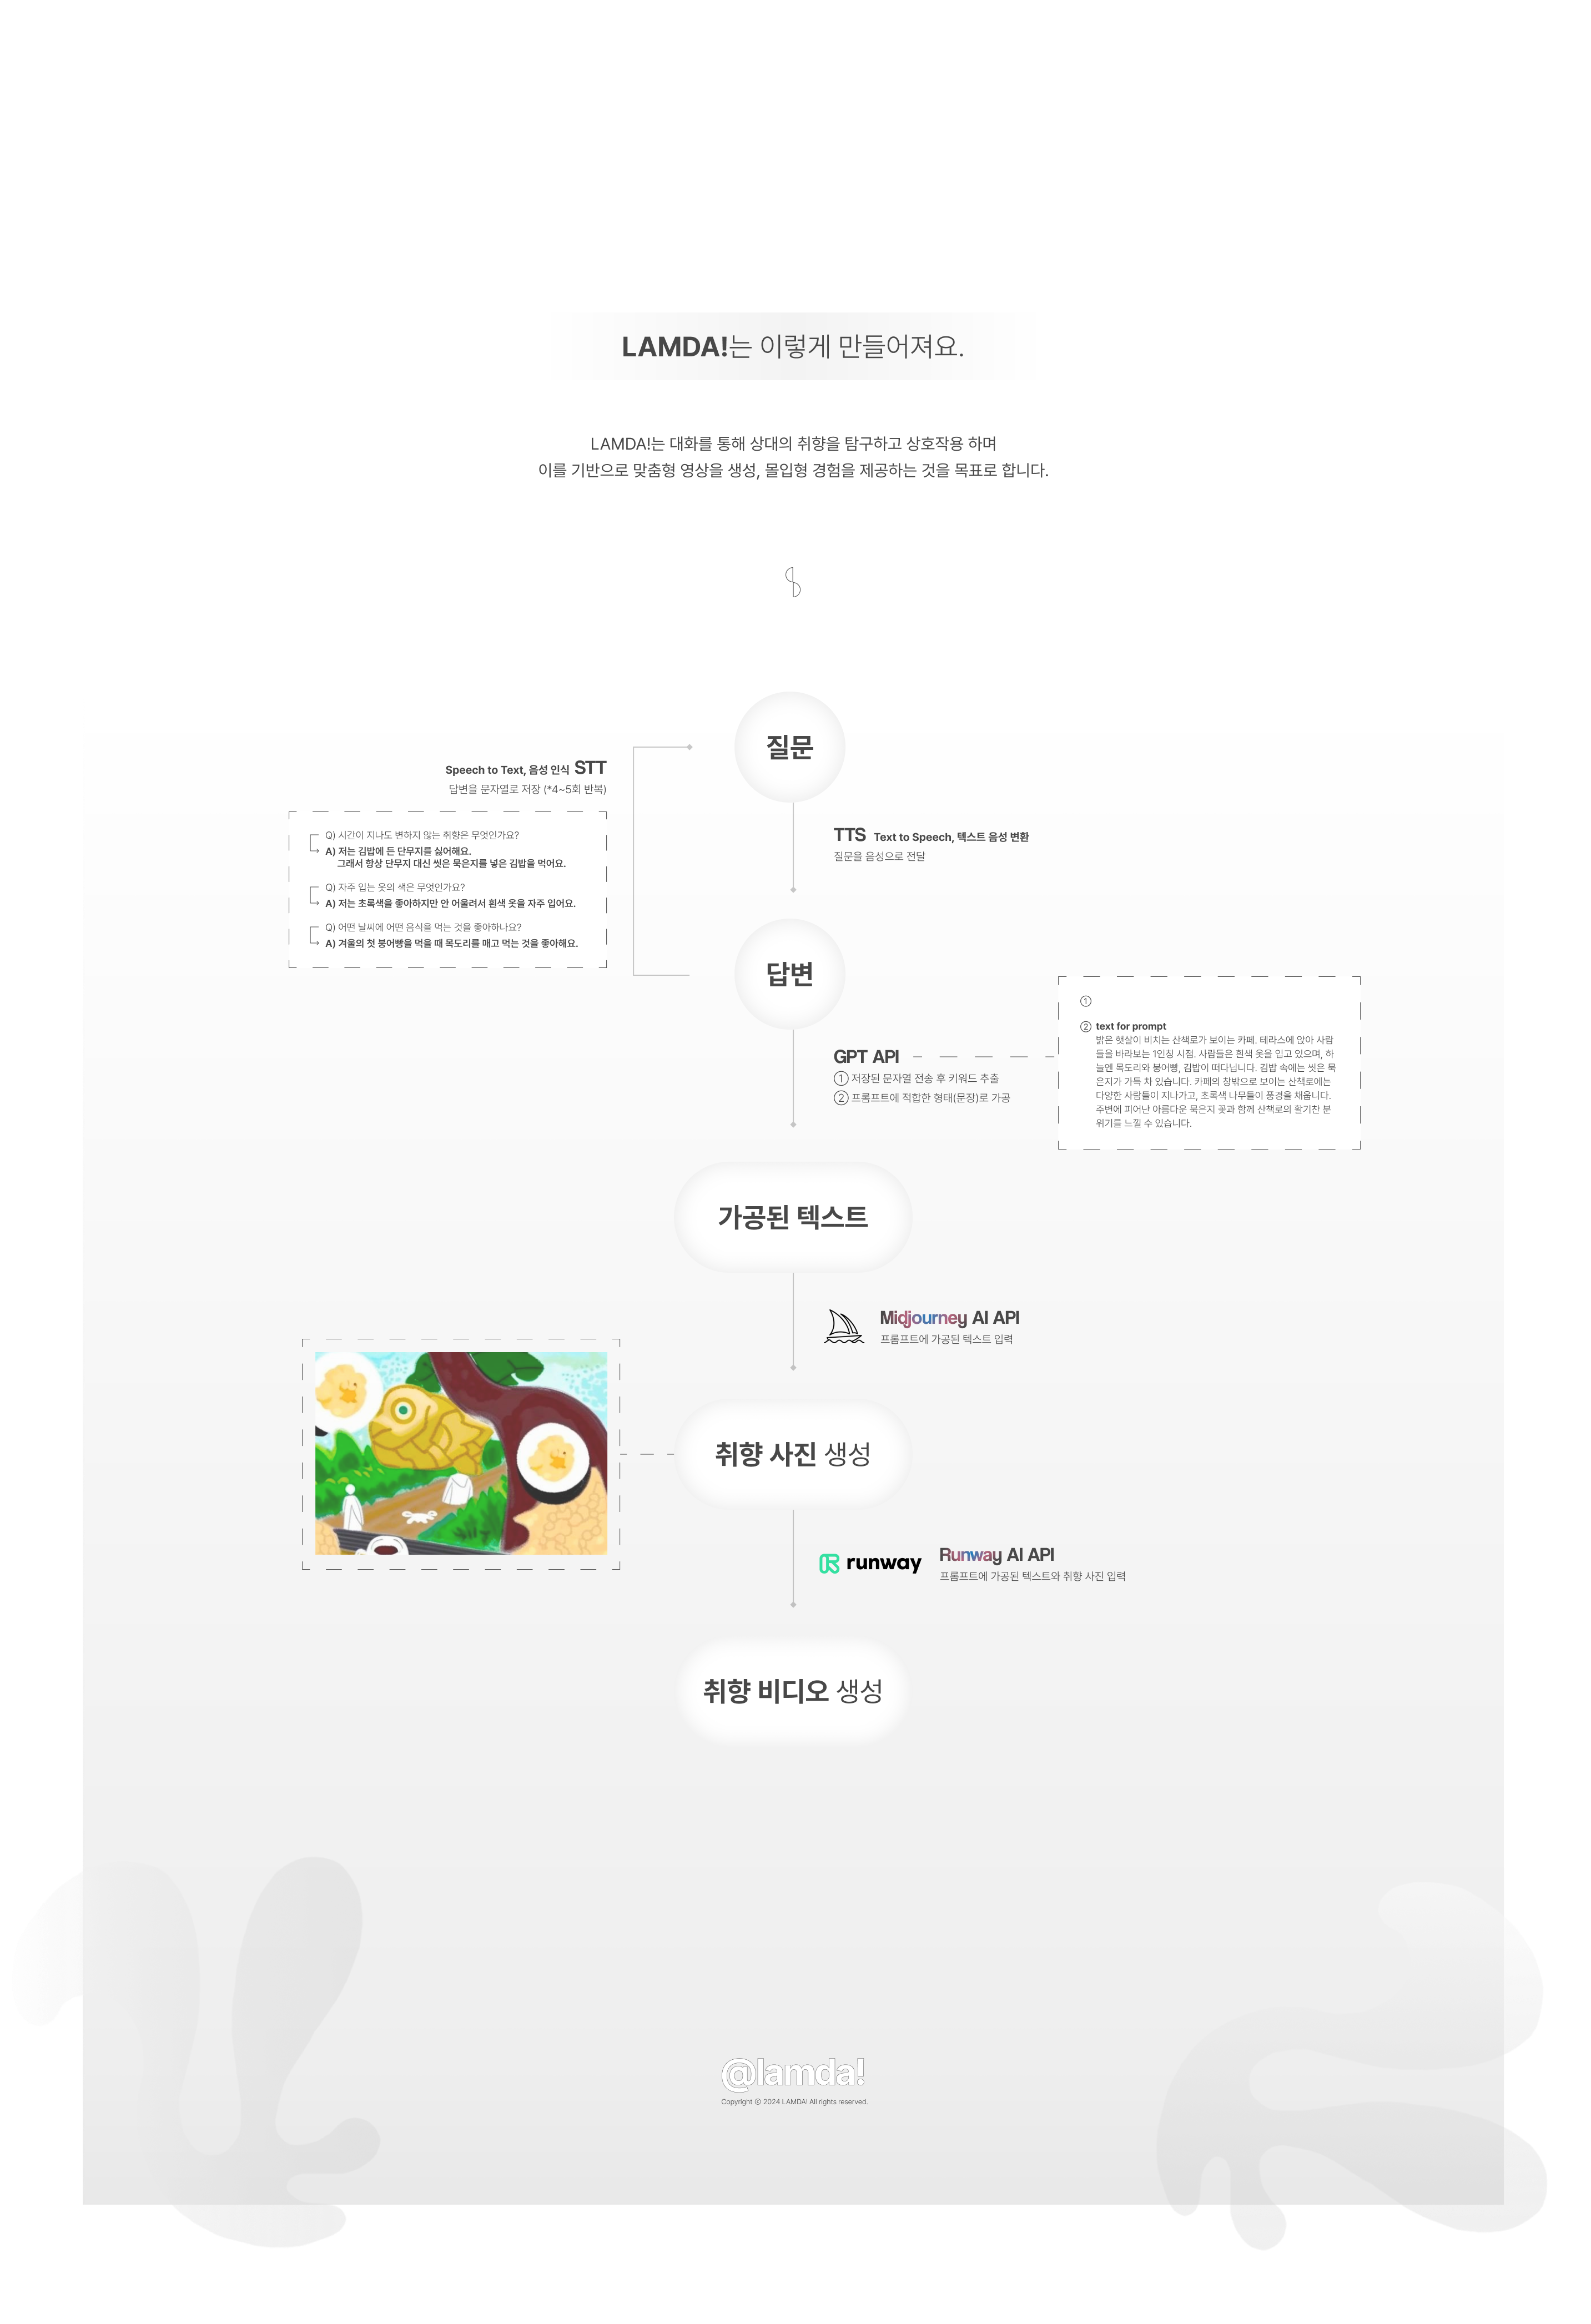 LAMDA!는 이렇게 만들어져요.
LAMDA!는 대화를 통해 상대의 취향을 탐구하고 상호작용 하며
이를 기반으로 맞춤형 영상을 생성, 몰입형 경험을 제공하는 것을 목표로 합니다.
질문
Speech to Text, 음성 인식 STT
답변을 문자열로 저장 (*4~5회 반복)
Q) 시간이 지나도 변하지 않는 취향은 무엇인가요?
A) 저는 김밥에 든 단무지를 싫어해요.
그래서 항상 단무지 대신 씻은 묵은지를 넣은 김밥을 먹어요.
Q) 자주 입는 옷의 색은 무엇인가요?
A) 저는 초록색을 좋아하지만 안 어울려서 흰색 옷을 자주 입어요.
Q) 어떤 날씨에 어떤 음식을 먹는 것을 좋아하나요?
A) 겨울의 첫 붕어빵을 먹을 때 목도리를 매고 먹는 것을 좋아해요.
TTS Text to Speech, 텍스트 음성 변환
질문을 음성으로 전달
답변
GPT API
① 저장된 문자열 전송 후 키워드 추출
② 프롬프트에 적합한 형태(문장)로 가공
①
② text for prompt
밝은 햇살이 비치는 산책로가 보이는 카페. 테라스에 앉아 사람
들을 바라보는 1인칭 시점. 사람들은 흰색 옷을 입고 있으며, 하
늘엔 목도리와 붕어빵, 김밥이 떠다닙니다. 김밥 속에는 씻은 묵
은지가 가득 차 있습니다. 카페의 창밖으로 보이는 산책로에는
다양한 사람들이 지나가고, 초록색 나무들이 풍경을 채웁니다.
주변에 피어난 아름다운 묵은지 꽃과 함께 산책로의 활기찬 분
위기를 느낄 수 있습니다.
가공된 텍스트
Midjourney AI API
프롬프트에 가공된 텍스트 입력
취향 사진 생성
runway
Runway AI API
프롬프트에 가공된 텍스트와 취향 사진 입력
취향 비디오 생성
@lamda!
Copyright ⓒ 2024 LAMDA! All rights reserved.